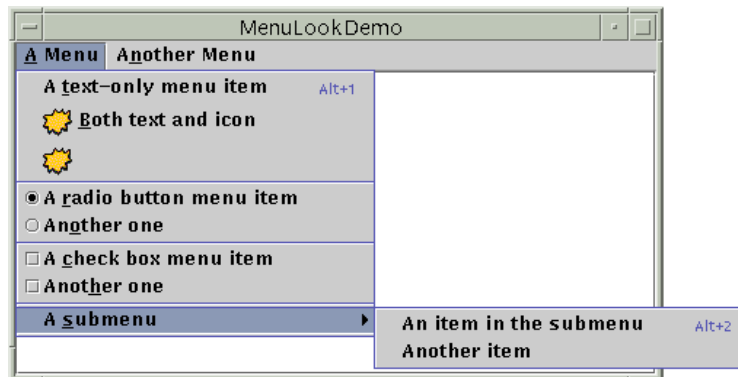 MenuLookDemo
A Menu Another Menu
A text-only menu item Alt+1
Both text and icon
A radio button menu item
Another one
A check box menu item
Another one
A submenu
An item in the submenu Alt+2
Another item